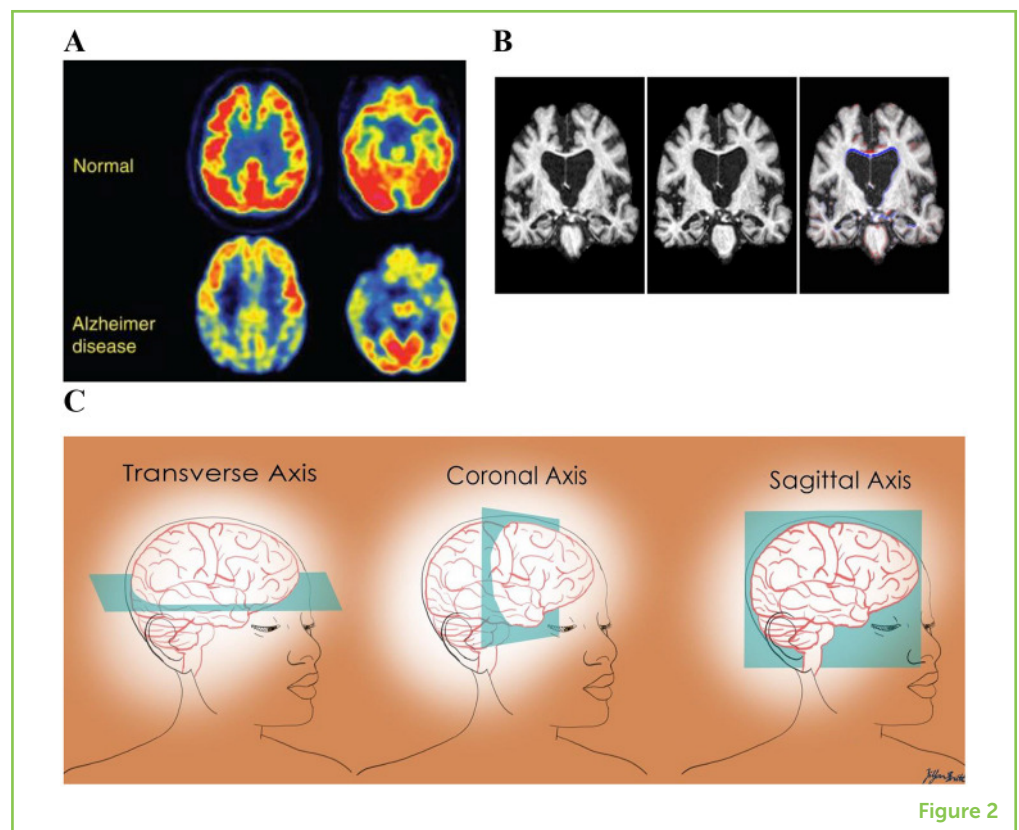 A
B
Normal
Alzheimer
disease
C
Transverse Axis
Coronal Axis
Sagittal Axis
Figure 2